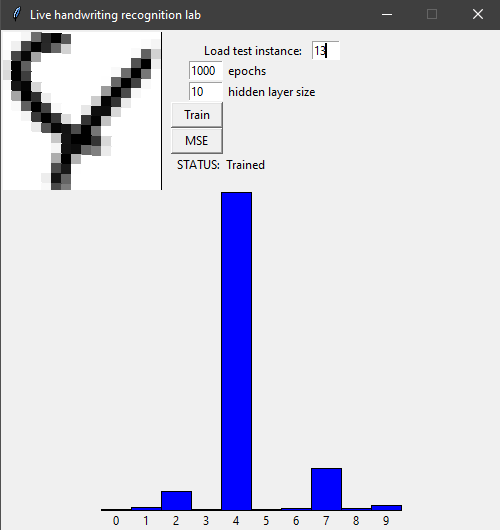 Live handwriting recognition lab
Load test instance: 13
1000 epochs
10 hidden layer size
Train
MSE
STATUS: Trained
0 1 2 3 4 5 6 7 8 9